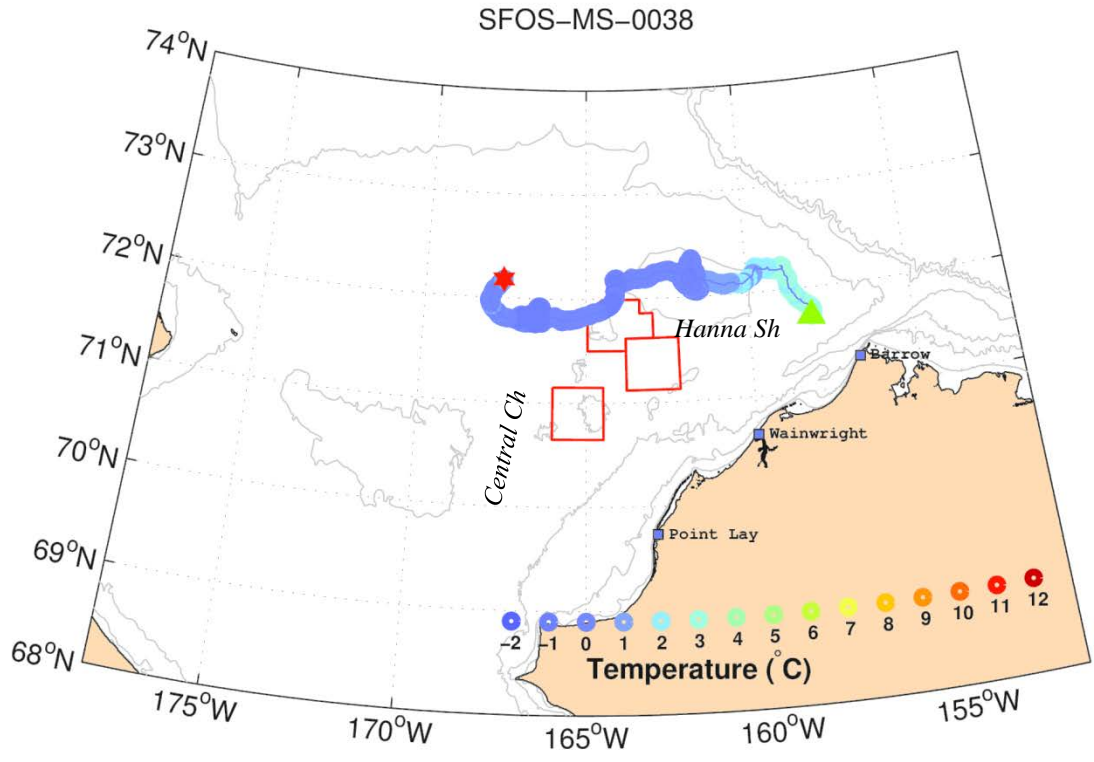 SFOS−MS−0038
74°N
73°N
72°N
71°N
70°N
69°N
68°N
Hanna Sh
Central Ch
Barrow
Wainwright
Point Lay
−2 −1 0 1 2 3 4 5 6 7 8 9 10 11 12
Temperature (°C)
175°W 170°W 165°W 160°W 155°W